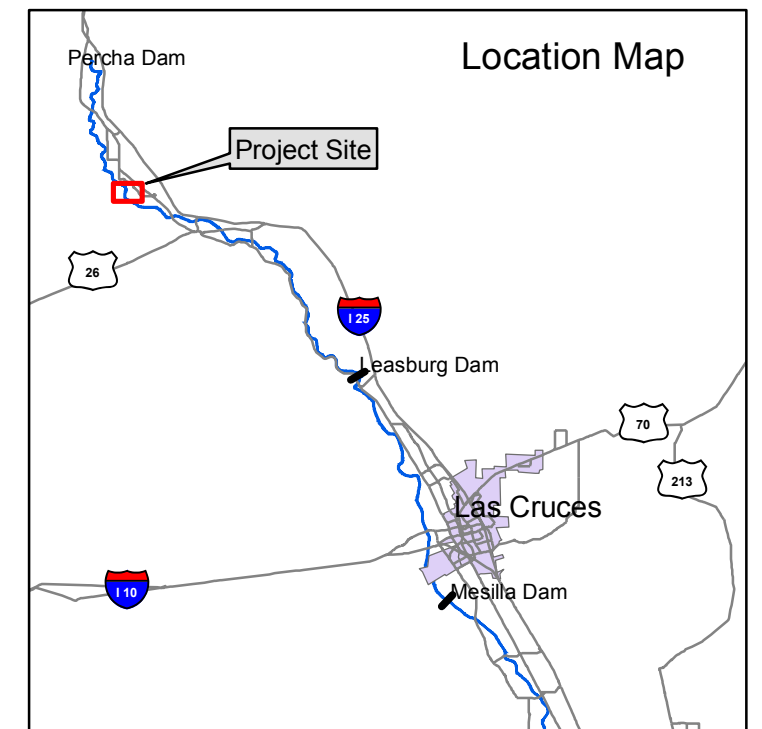 Location Map
Percha Dam
Project Site
26
I 25
Leasburg Dam
70
213
Las Cruces
I 10
Mesilla Dam